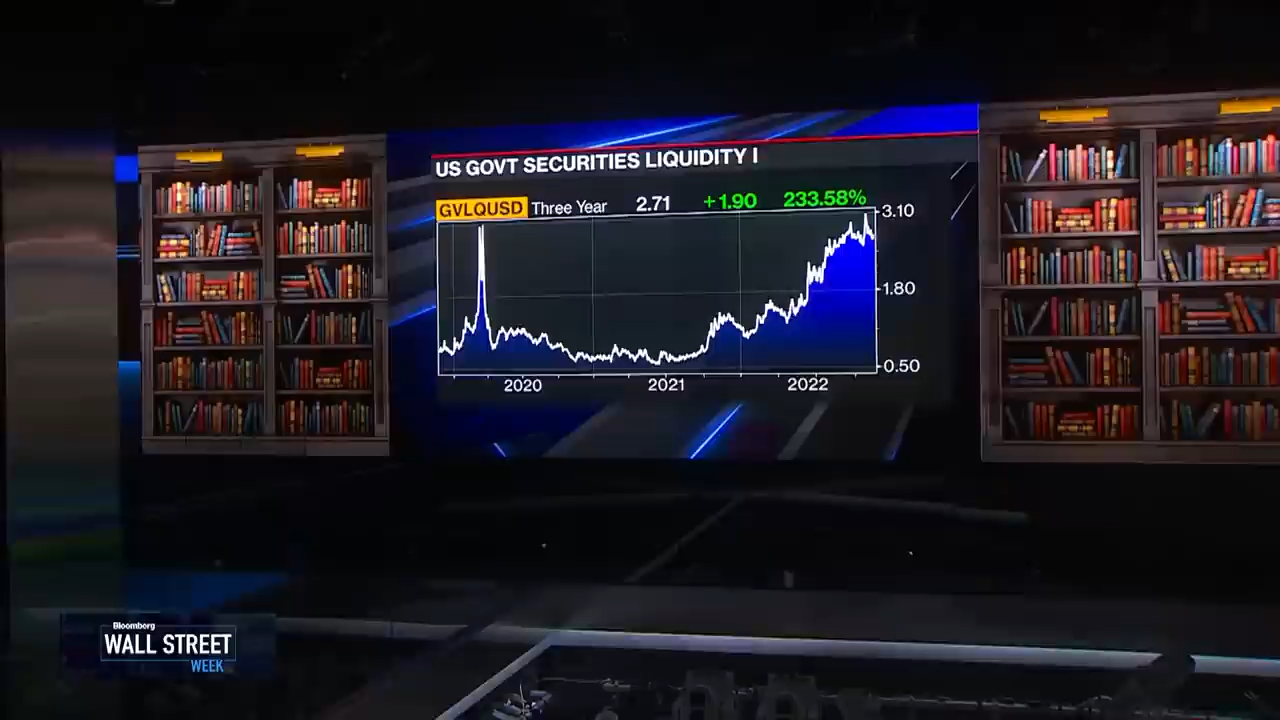 US GOVT SECURITIES LIQUIDITY I
GVLQUSD Three Year 2.71 +1.90 233.58%
3.10
1.80
0.50
2020 2021 2022
Bloomberg
WALL STREET
WEEK